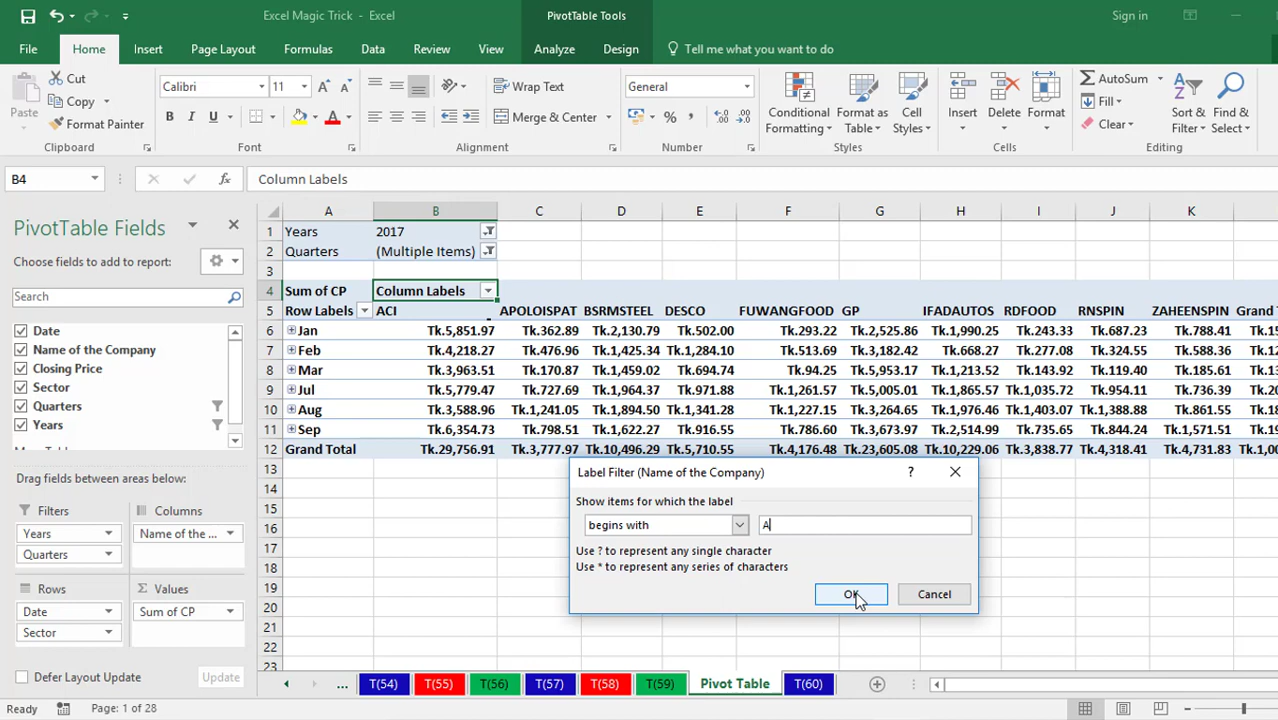 Excel Magic Trick - Excel
PivotTable Tools
Sign in
File Home Insert Page Layout Formulas Data Review View Analyze Design Tell me what you want to do
Paste
Cut
Copy
Format Painter
Clipboard
Calibri 11 A A
B I U A
Font
Wrap Text
Merge & Center
Alignment
General
% , .00 .0
Number
Conditional Formatting
Format as Table
Cell Styles
Styles
Insert
Delete
Format
Cells
AutoSum
Fill
Clear
Sort & Filter
Find & Select
Editing
B4 fx Column Labels
PivotTable Fields
Choose fields to add to report:
Search
Date
Name of the Company
Closing Price
Sector
Quarters
Years
Drag fields between areas below:
Filters
Years
Quarters
Columns
Name of the ...
Rows
Date
Sector
Σ Values
Sum of CP
Defer Layout Update
Update
A B C D E F G H I J K
1 Years 2017
2 Quarters (Multiple Items)
3
4 Sum of CP Column Labels
5 Row Labels ACI APOLOISPAT BSRMSTEEL DESCO FUWANGFOOD GP IFADAUTOS RDFOOD RNSPIN ZAHEENSPIN Grand
6 Jan Tk.5,851.97 Tk.362.89 Tk.2,130.79 Tk.502.00 Tk.293.22 Tk.2,525.86 Tk.1,990.25 Tk.243.33 Tk.687.23 Tk.788.41
7 Feb Tk.4,218.27 Tk.476.96 Tk.1,425.34 Tk.1,284.10 Tk.513.69 Tk.3,182.42 Tk.668.27 Tk.277.08 Tk.324.55 Tk.588.36
8 Mar Tk.3,963.51 Tk.170.87 Tk.1,459.02 Tk.694.74 Tk.94.25 Tk.5,953.17 Tk.1,213.52 Tk.143.92 Tk.119.40 Tk.185.61
9 Jul Tk.5,779.47 Tk.727.69 Tk.1,964.37 Tk.971.88 Tk.1,261.57 Tk.5,005.01 Tk.1,865.57 Tk.1,035.72 Tk.954.11 Tk.736.39
10 Aug Tk.3,588.96 Tk.1,241.05 Tk.1,894.50 Tk.1,341.28 Tk.1,227.15 Tk.3,264.65 Tk.1,976.46 Tk.1,403.07 Tk.1,388.88 Tk.861.55
11 Sep Tk.6,354.73 Tk.798.51 Tk.1,622.27 Tk.916.55 Tk.786.60 Tk.3,673.97 Tk.2,514.99 Tk.735.65 Tk.844.24 Tk.1,571.51
12 Grand Total Tk.29,756.91 Tk.3,777.97 Tk.10,496.29 Tk.5,710.55 Tk.4,176.48 Tk.23,605.08 Tk.10,229.06 Tk.3,838.77 Tk.4,318.41 Tk.4,731.83
13
14
15
16
17
18
19
20
21
22
23
Label Filter (Name of the Company) ?
Show items for which the label
begins with A
Use ? to represent any single character
Use * to represent any series of characters
OK Cancel
... T(54) T(55) T(56) T(57) T(58) T(59) Pivot Table T(60)
Ready Page: 1 of 28